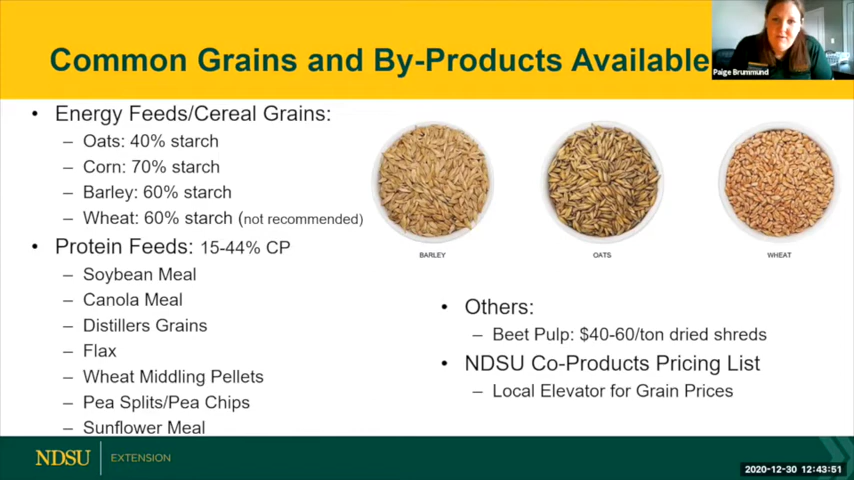 Common Grains and By-Products Available
Paige Brummund
• Energy Feeds/Cereal Grains:
– Oats: 40% starch
– Corn: 70% starch
– Barley: 60% starch
– Wheat: 60% starch (not recommended)
• Protein Feeds: 15-44% CP
– Soybean Meal
– Canola Meal
– Distillers Grains
– Flax
– Wheat Middling Pellets
– Pea Splits/Pea Chips
– Sunflower Meal
BARLEY
OATS
WHEAT
• Others:
– Beet Pulp: $40-60/ton dried shreds
• NDSU Co-Products Pricing List
– Local Elevator for Grain Prices
NDSU EXTENSION
2020-12-30 12:43:51